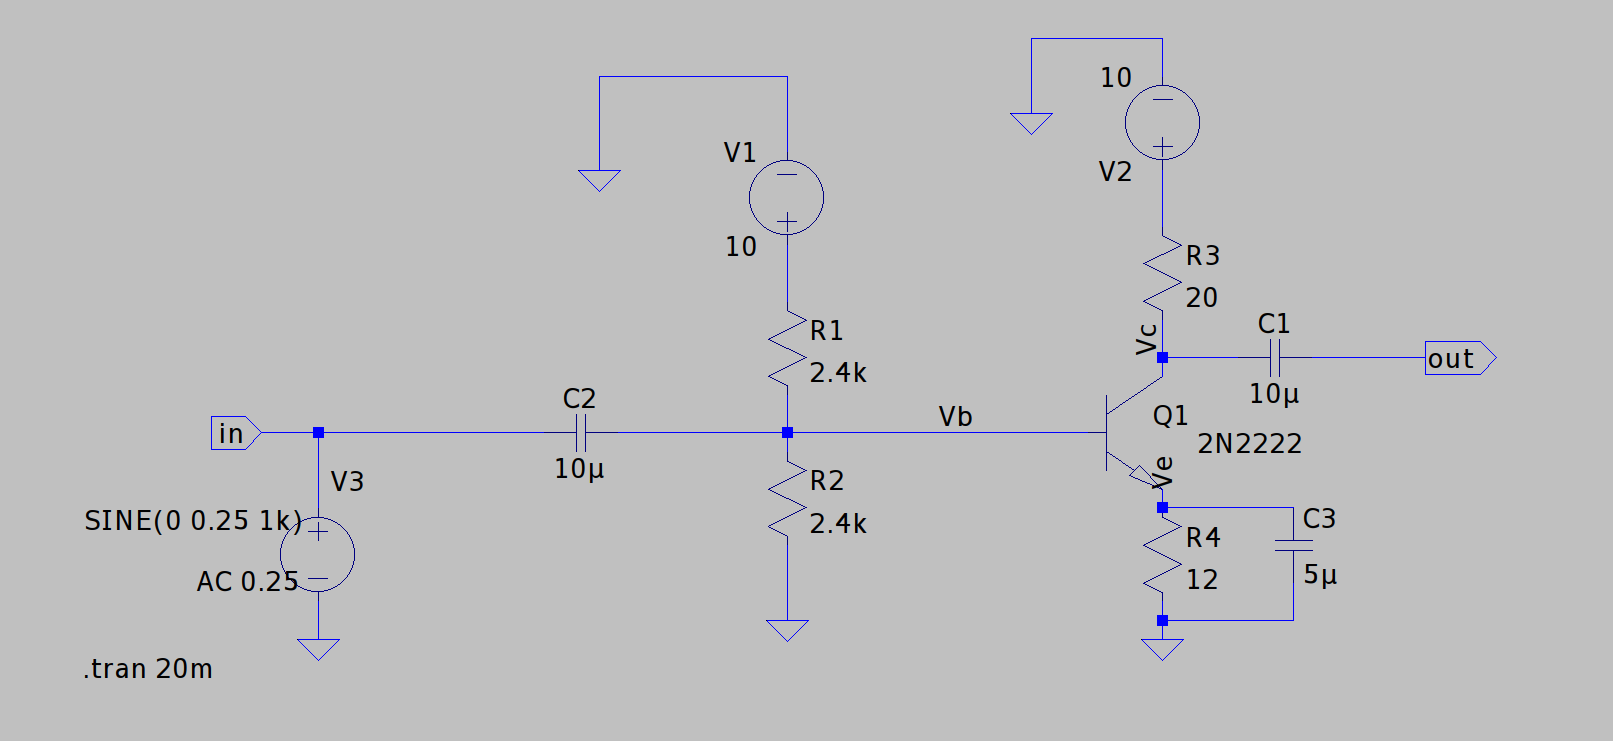 10
V2
V1
10
R3
20
Vc
C1
10µ
out
R1
2.4k
C2
10µ
in
Vb
Q1
2N2222
Ve
V3
SINE(0 0.25 1k)
AC 0.25
R2
2.4k
R4
12
C3
5µ
.tran 20m